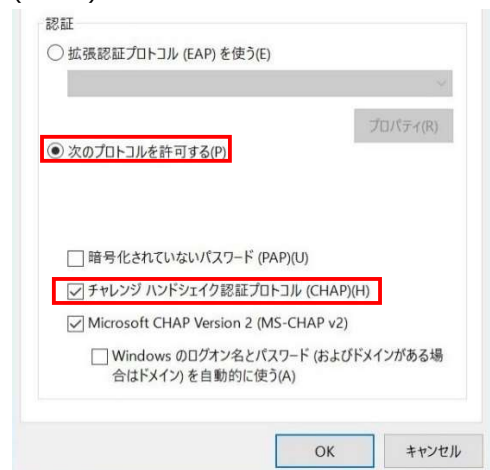 認証
拡張認証プロトコル (EAP) を使う(E)
プロパティ(R)
次のプロトコルを許可する(P)
暗号化されていないパスワード (PAP)(U)
チャレンジ ハンドシェイク認証プロトコル (CHAP)(H)
Microsoft CHAP Version 2 (MS-CHAP v2)
Windows のログオン名とパスワード (およびドメインがある場
合はドメイン) を自動的に使う(A)
OK
キャンセル